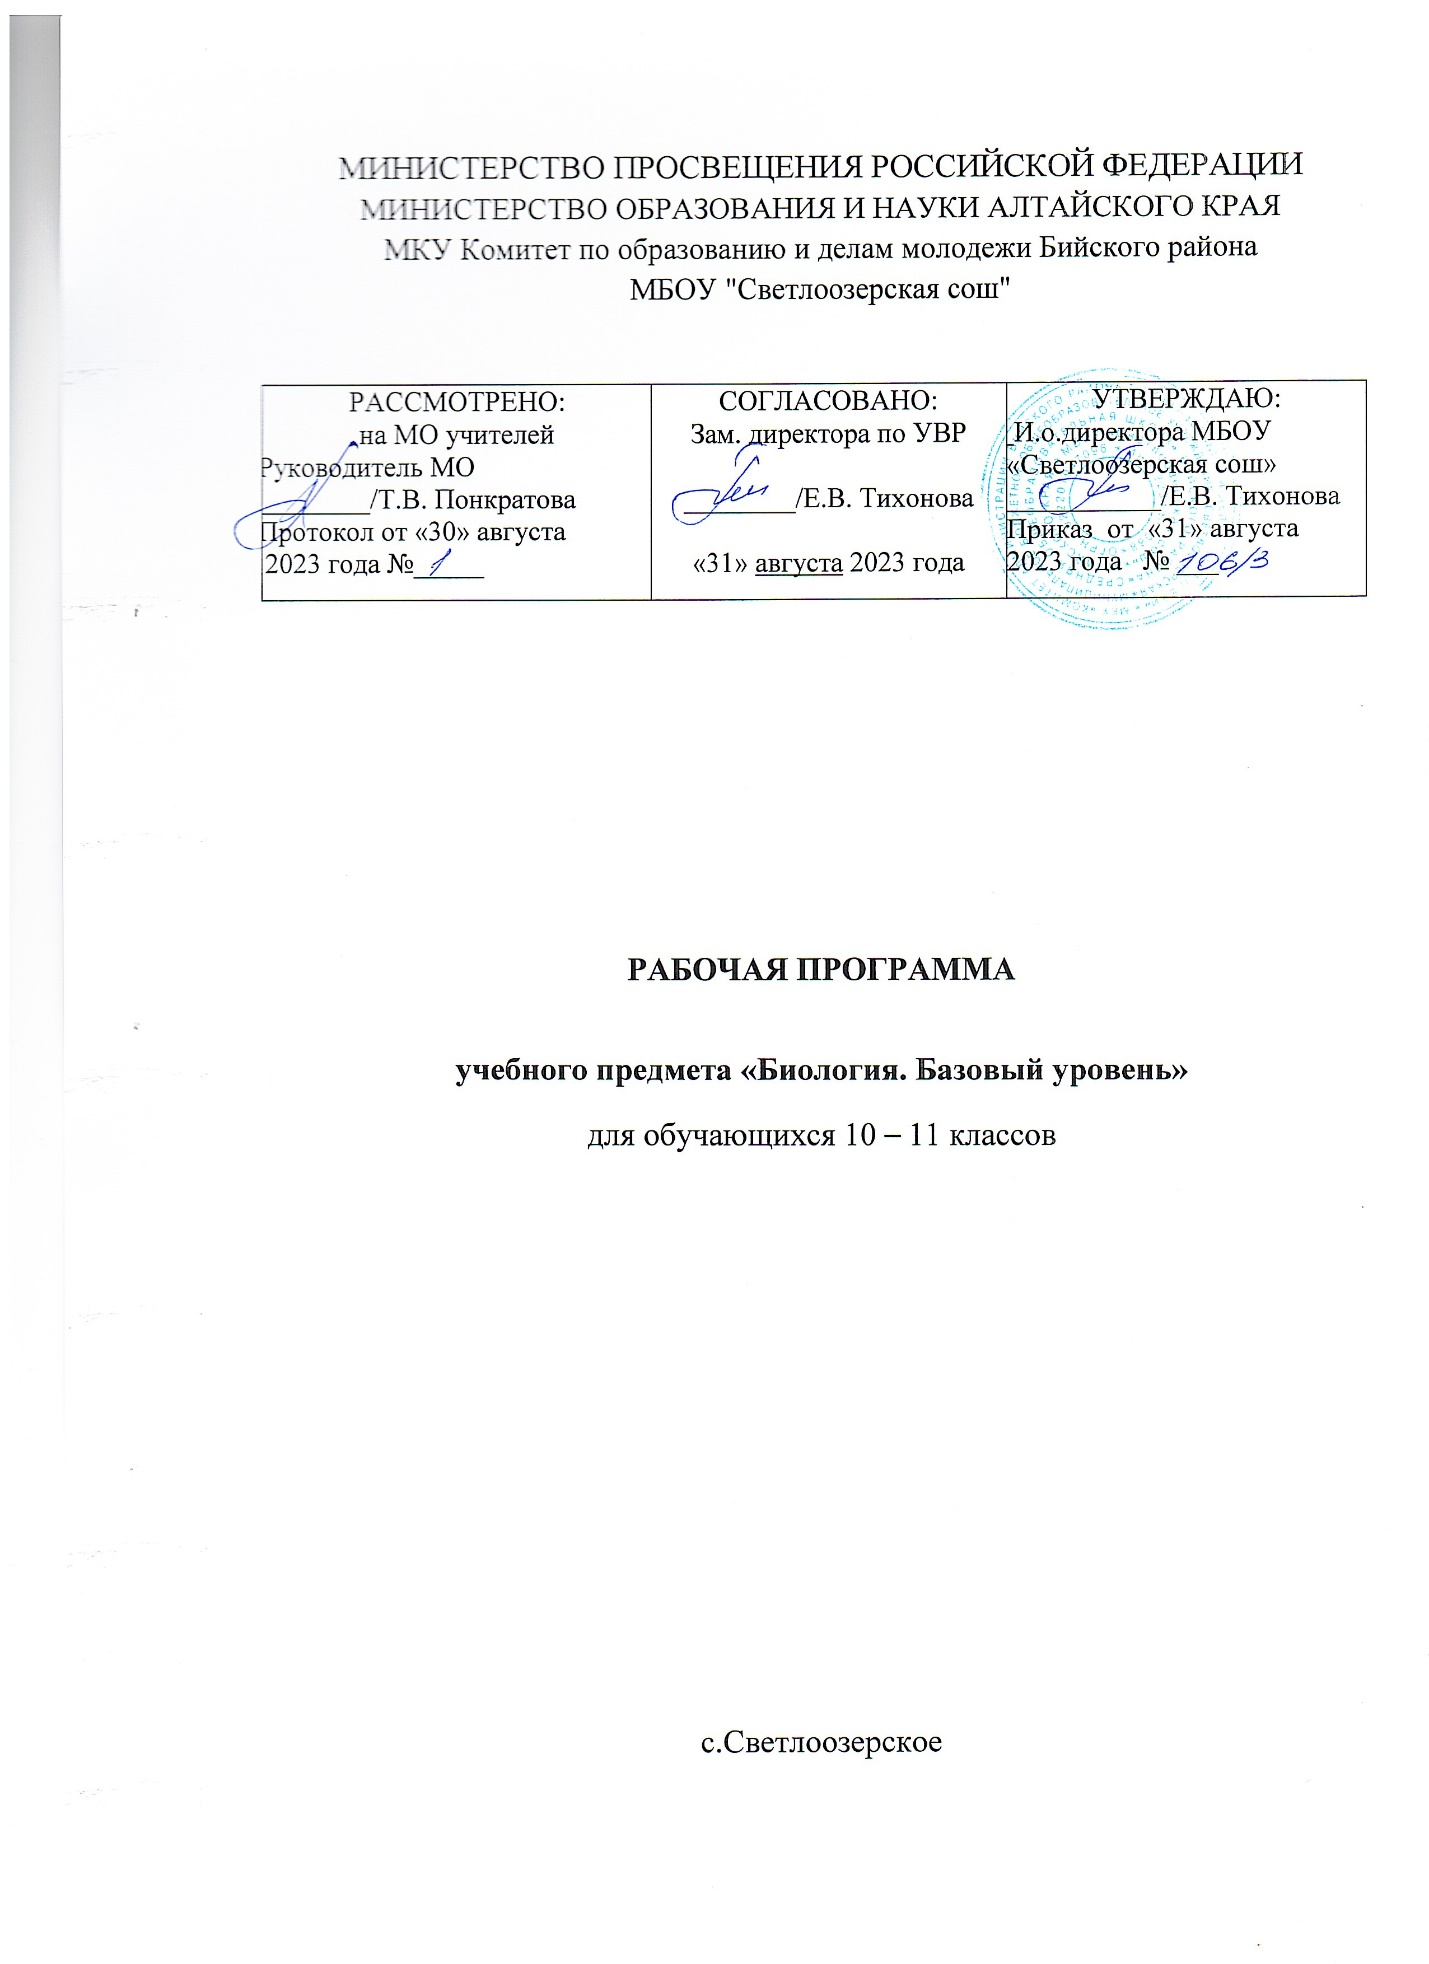 МИНИСТЕРСТВО ПРОСВЕЩЕНИЯ РОССИЙСКОЙ ФЕДЕРАЦИИ
МИНИСТЕРСТВО ОБРАЗОВАНИЯ И НАУКИ АЛТАЙСКОГО КРАЯ
МКУ Комитет по образованию и делам молодежи Бийского района
МБОУ "Светлоозерская сош"
РАССМОТРЕНО:
на МО учителей
Руководитель МО
________/Т.В. Понкратова
Протокол от «30» августа
2023 года № 1
СОГЛАСОВАНО:
Зам. директора по УВР
________/Е.В. Тихонова
«31» августа 2023 года
УТВЕРЖДАЮ:
И.о.директора МБОУ
«Светлоозерская сош»
___________/Е.В. Тихонова
Приказ от «31» августа
2023 года № 106/3
РАБОЧАЯ ПРОГРАММА
учебного предмета «Биология. Базовый уровень»
для обучающихся 10 – 11 классов
с.Светлоозерское